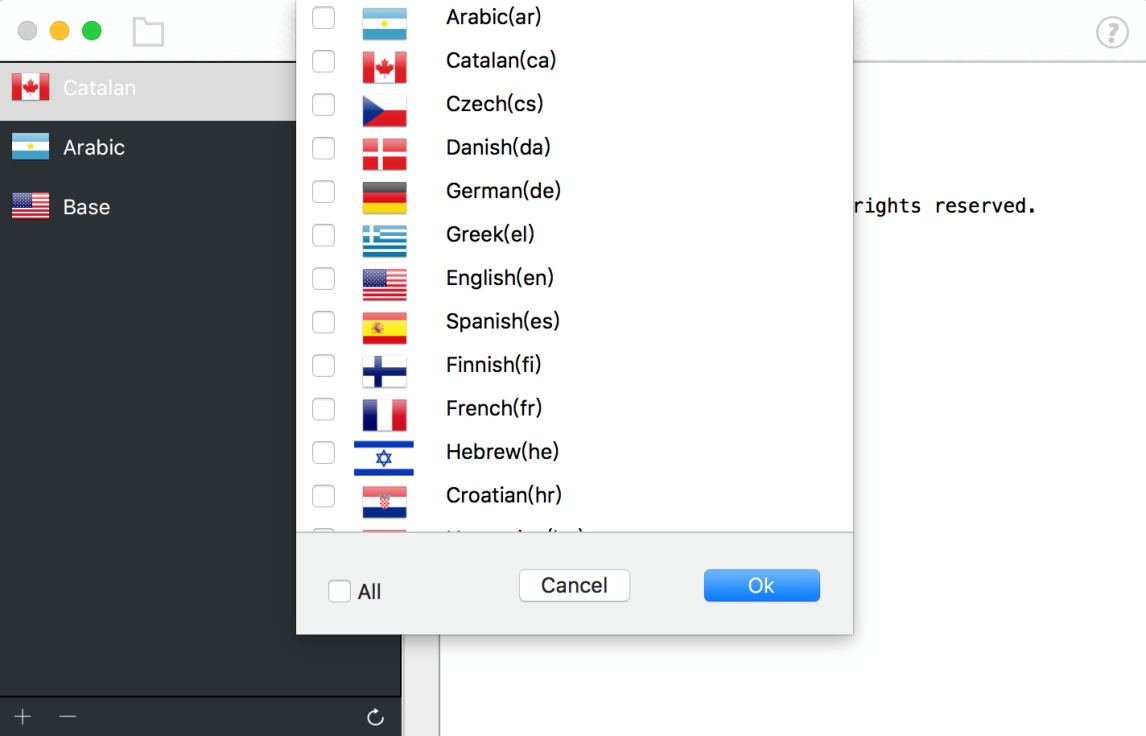 ?
Catalan
Arabic
Base
Arabic(ar)
Catalan(ca)
Czech(cs)
Danish(da)
German(de)
Greek(el)
English(en)
Spanish(es)
Finnish(fi)
French(fr)
Hebrew(he)
Croatian(hr)
All
Cancel
Ok
rights reserved.